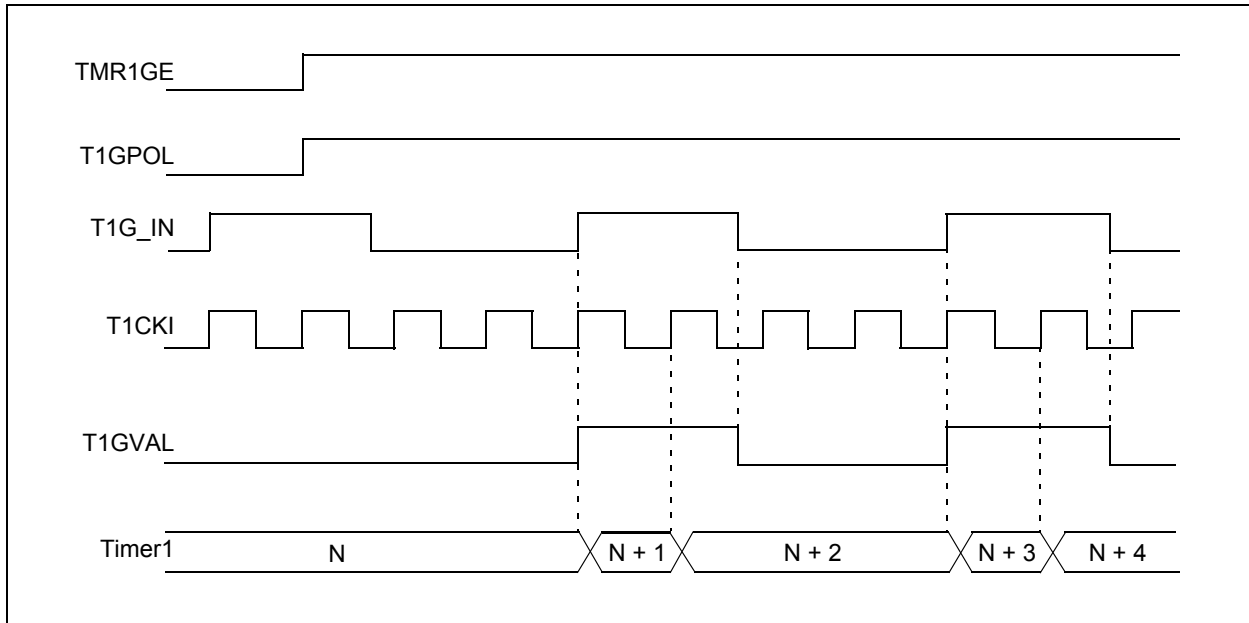 TMR1GE
T1GPOL
T1G_IN
T1CKI
T1GVAL
Timer1 N N + 1 N + 2 N + 3 N + 4